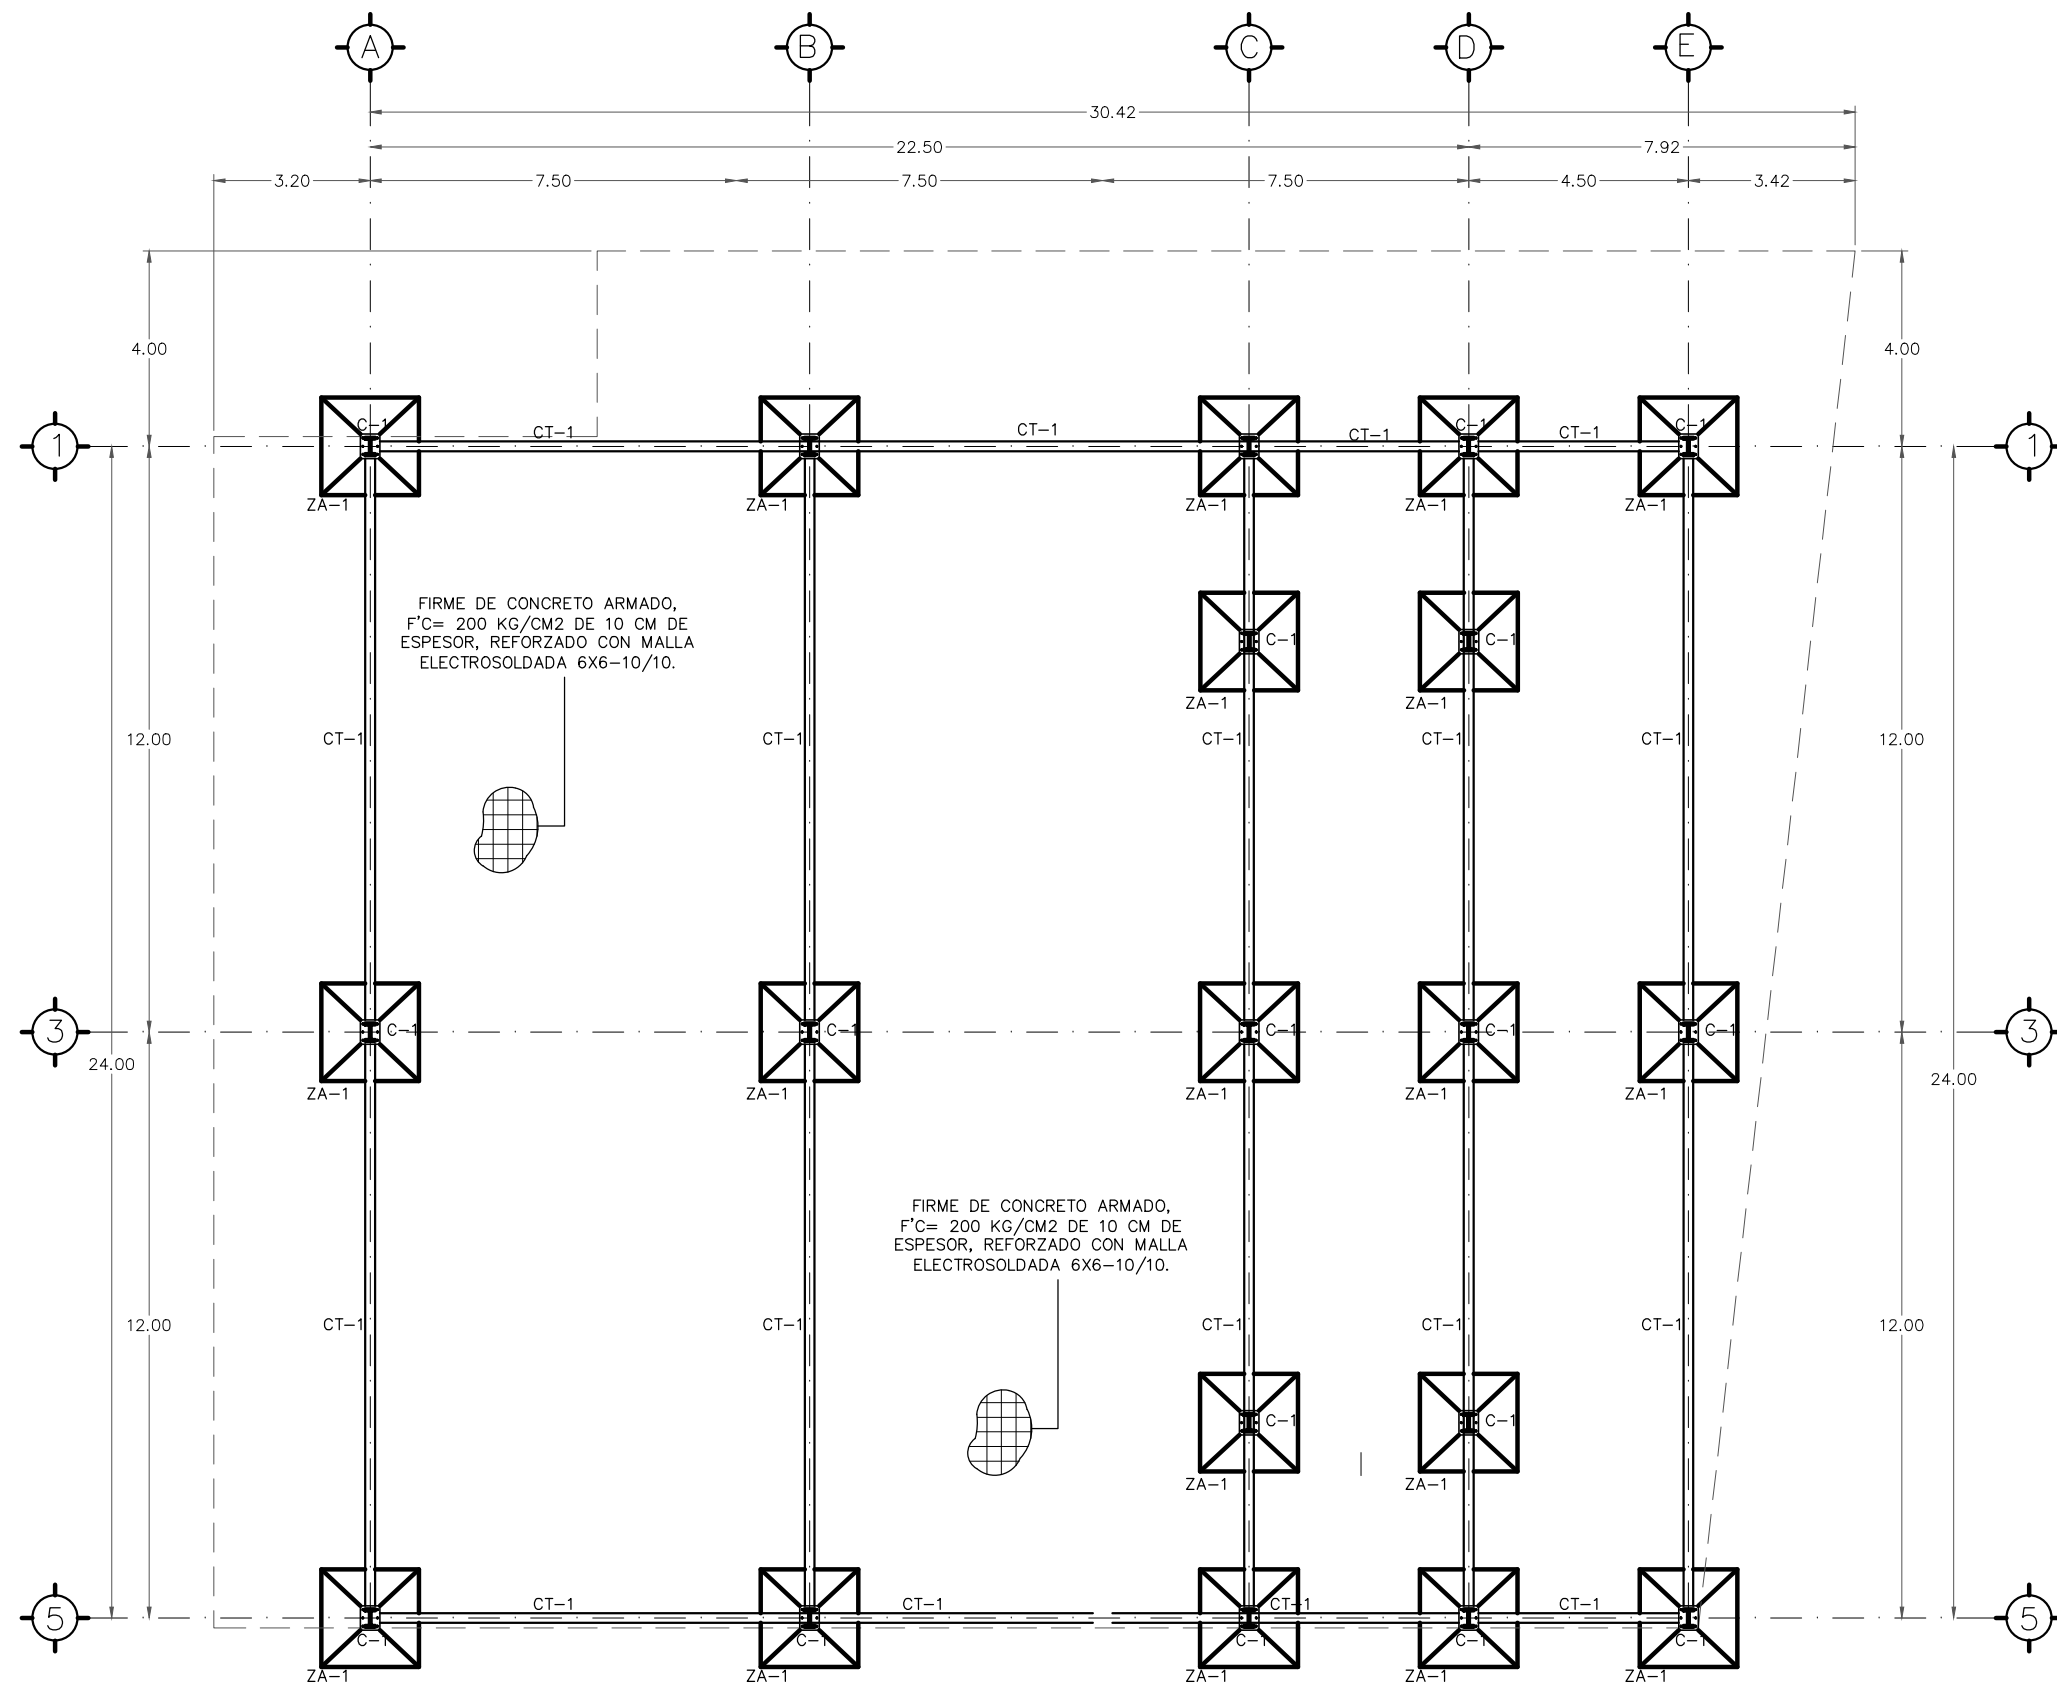 A B C D E
30.42
22.50 7.92
3.20 7.50 7.50 7.50 4.50 3.42
4.00 4.00
C-1 CT-1 CT-1 CT-1 C-1 CT-1 C-1
1 1
ZA-1 ZA-1 ZA-1 ZA-1 ZA-1
FIRME DE CONCRETO ARMADO,
F'C= 200 KG/CM2 DE 10 CM DE
ESPESOR, REFORZADO CON MALLA
ELECTROSOLDADA 6X6-10/10.
C-1 C-1
ZA-1 ZA-1
12.00 CT-1 CT-1 CT-1 CT-1 CT-1 12.00
3 C-1 C-1 C-1 C-1 C-1 3
24.00 24.00
ZA-1 ZA-1 ZA-1 ZA-1 ZA-1
FIRME DE CONCRETO ARMADO,
F'C= 200 KG/CM2 DE 10 CM DE
ESPESOR, REFORZADO CON MALLA
ELECTROSOLDADA 6X6-10/10.
12.00 CT-1 CT-1 CT-1 CT-1 CT-1 12.00
C-1 C-1
ZA-1 ZA-1
CT-1 CT-1 CT-1 CT-1
5 5
C-1 C-1 C-1 C-1 C-1
ZA-1 ZA-1 ZA-1 ZA-1 ZA-1